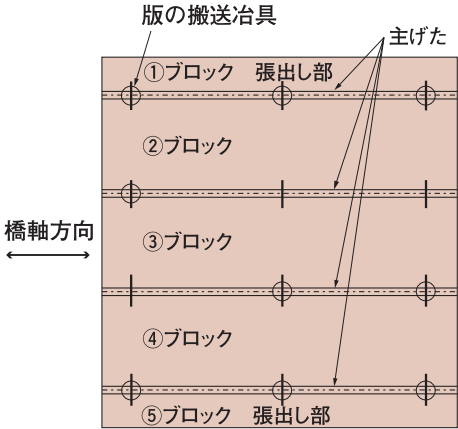 版の搬送冶具
主げた
①ブロック 張出し部
②ブロック
橋軸方向
③ブロック
④ブロック
⑤ブロック 張出し部